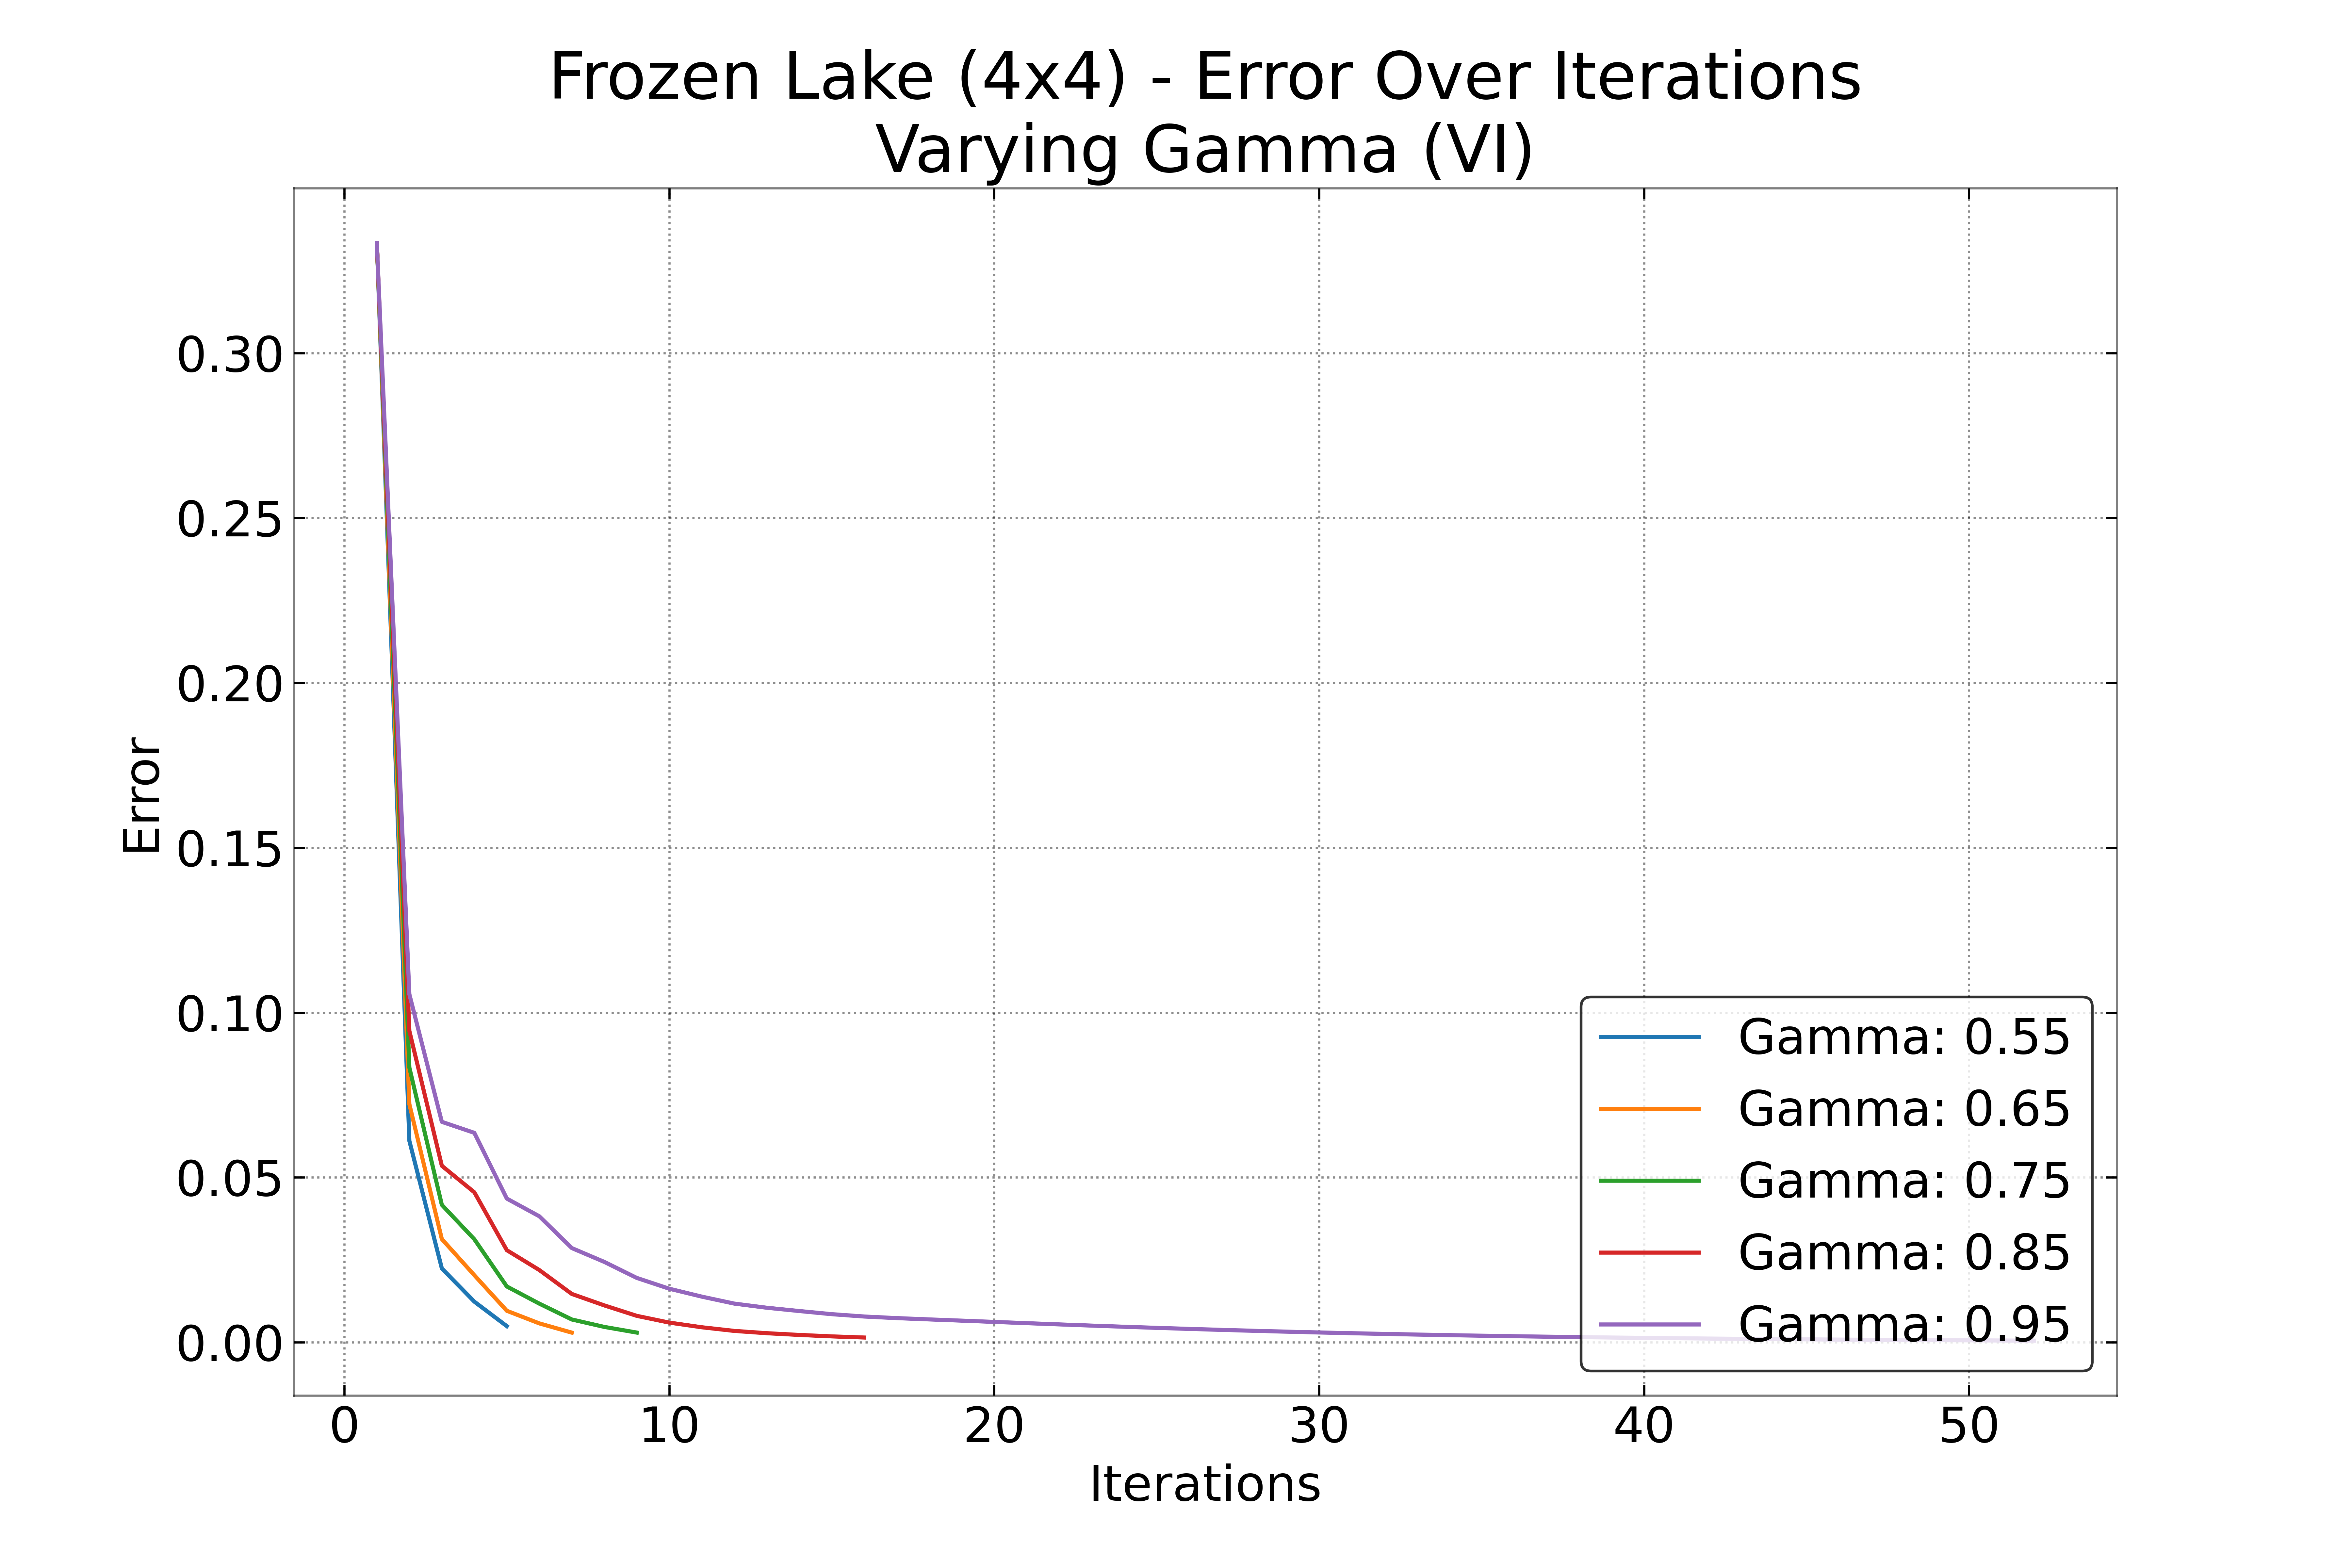 Frozen Lake (4x4) - Error Over Iterations
Varying Gamma (VI)
Error
0.30
0.25
0.20
0.15
0.10
0.05
0.00
Gamma: 0.55
Gamma: 0.65
Gamma: 0.75
Gamma: 0.85
Gamma: 0.95
0 10 20 30 40 50
Iterations